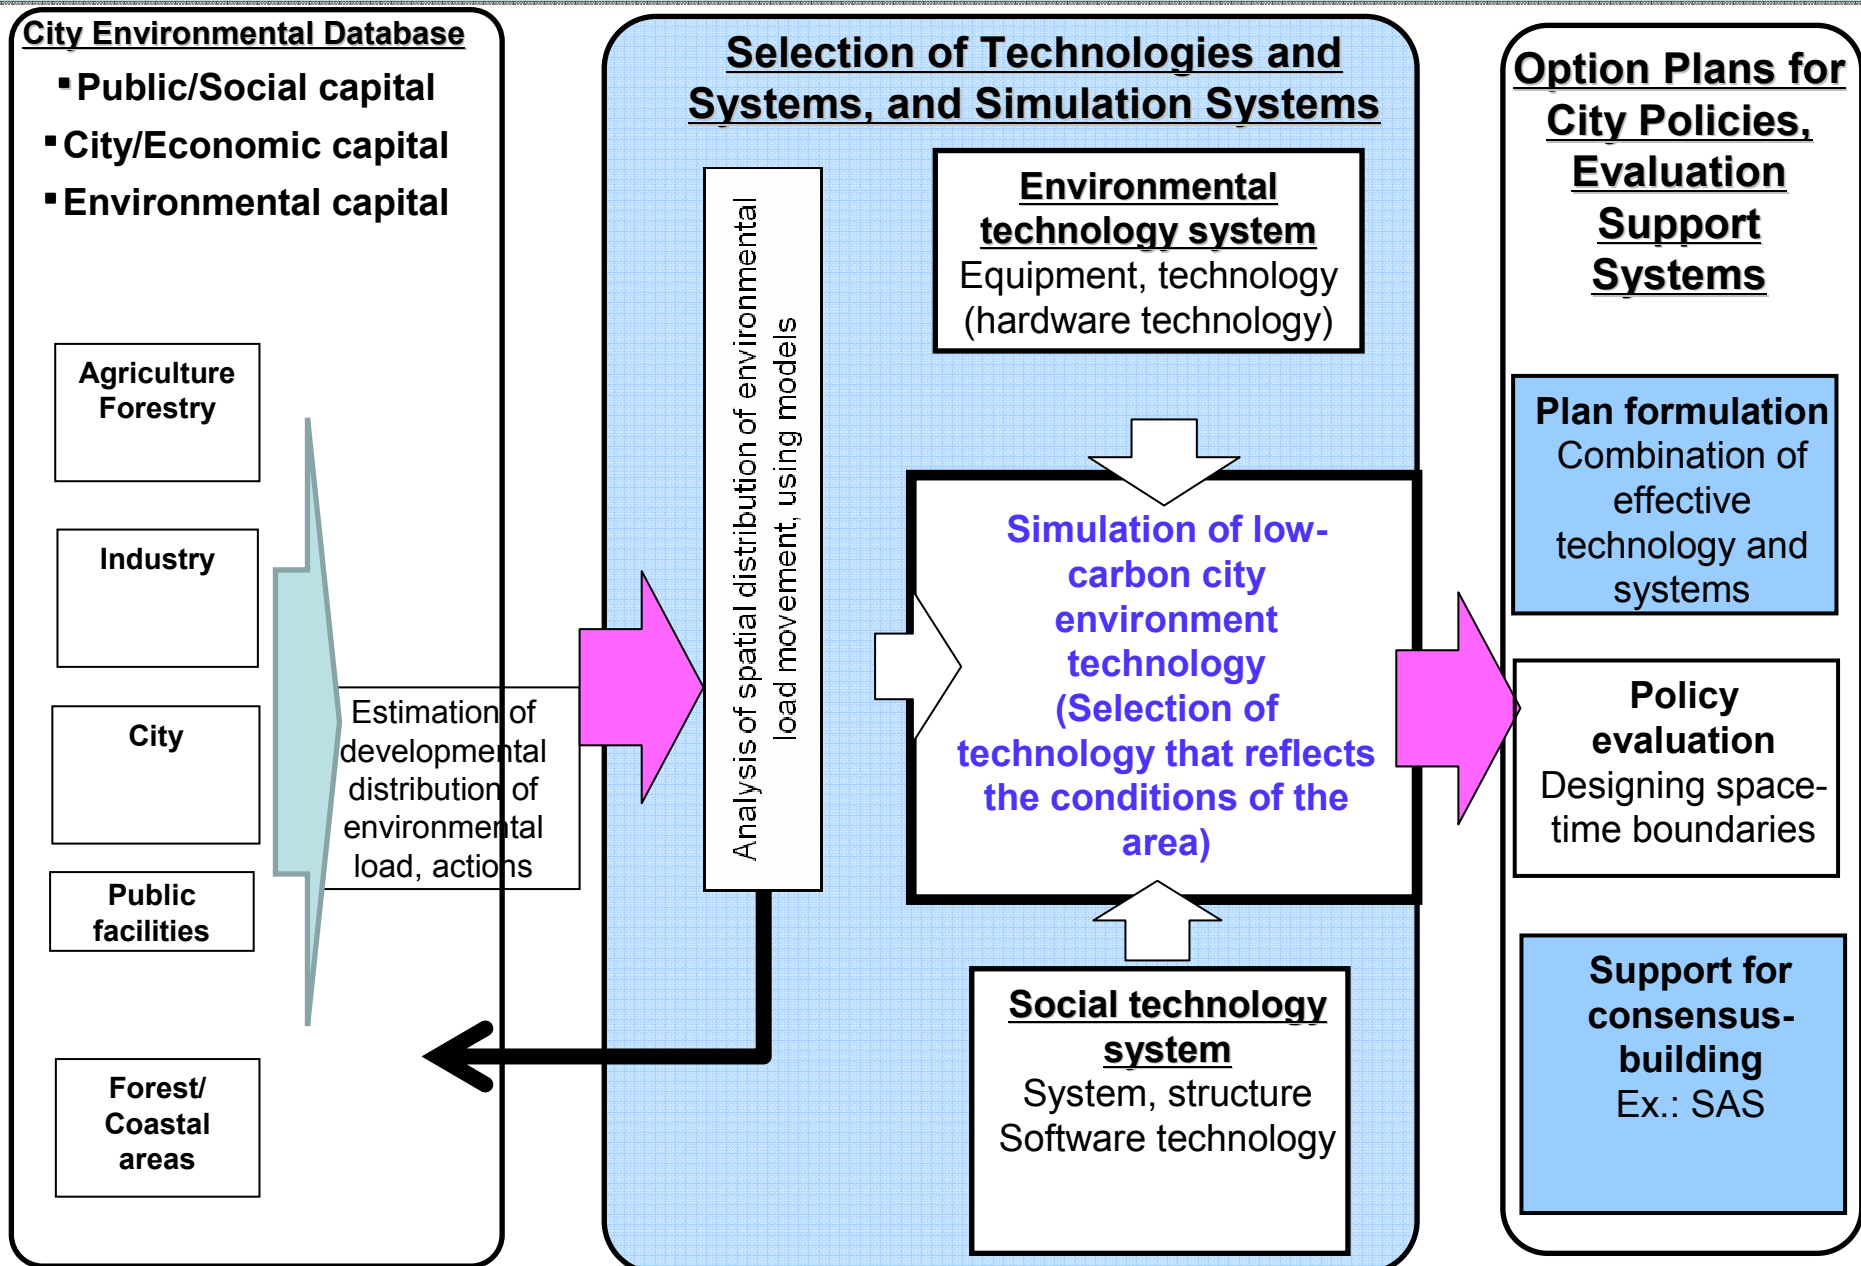 City Environmental Database
▪Public/Social capital
▪City/Economic capital
▪Environmental capital
Agriculture
Forestry
Industry
City
Public
facilities
Forest/
Coastal
areas
Estimation of
developmental
distribution of
environmental
load, actions
Selection of Technologies and
Systems, and Simulation Systems
Analysis of spatial distribution of environmental
load movement, using models
Environmental
technology system
Equipment, technology
(hardware technology)
Simulation of low-
carbon city
environment
technology
(Selection of
technology that reflects
the conditions of the
area)
Social technology
system
System, structure
Software technology
Option Plans for
City Policies,
Evaluation
Support
Systems
Plan formulation
Combination of
effective
technology and
systems
Policy
evaluation
Designing space-
time boundaries
Support for
consensus-
building
Ex.: SAS